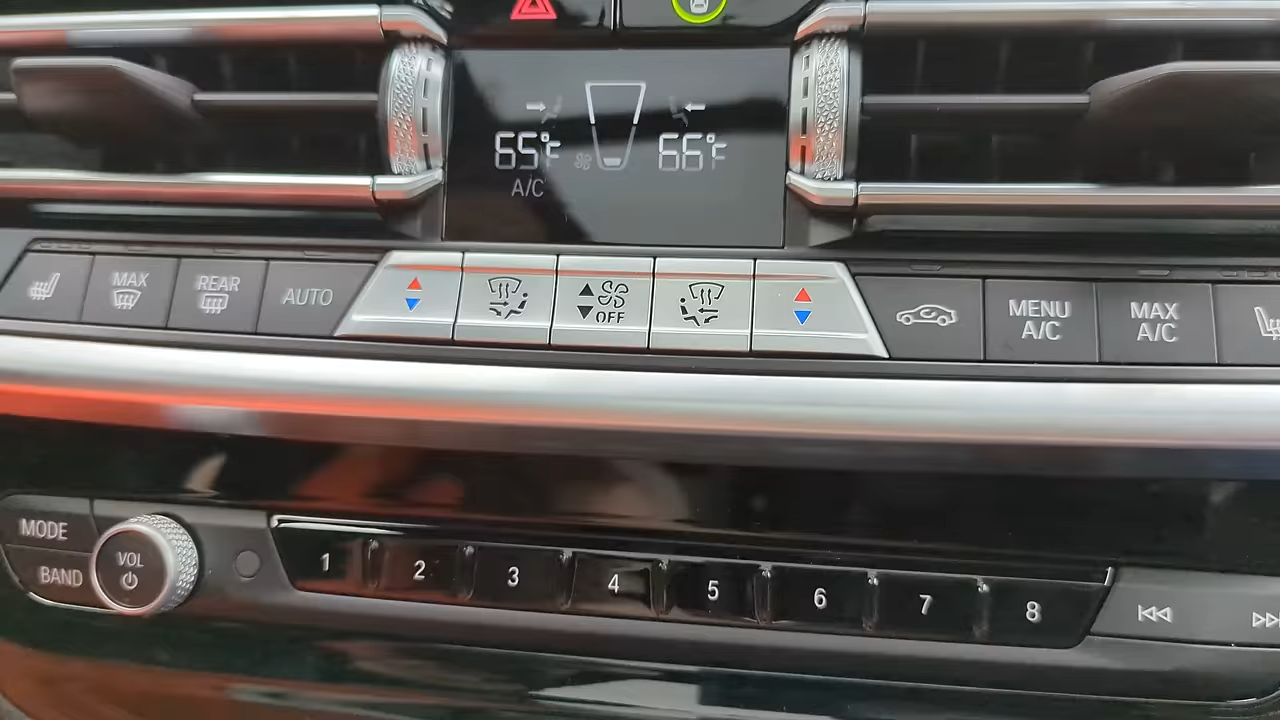 65°F 66°F
A/C
MAX
REAR
AUTO
OFF
MENU
A/C
MAX
A/C
MODE
BAND
VOL
1 2 3 4 5 6 7 8